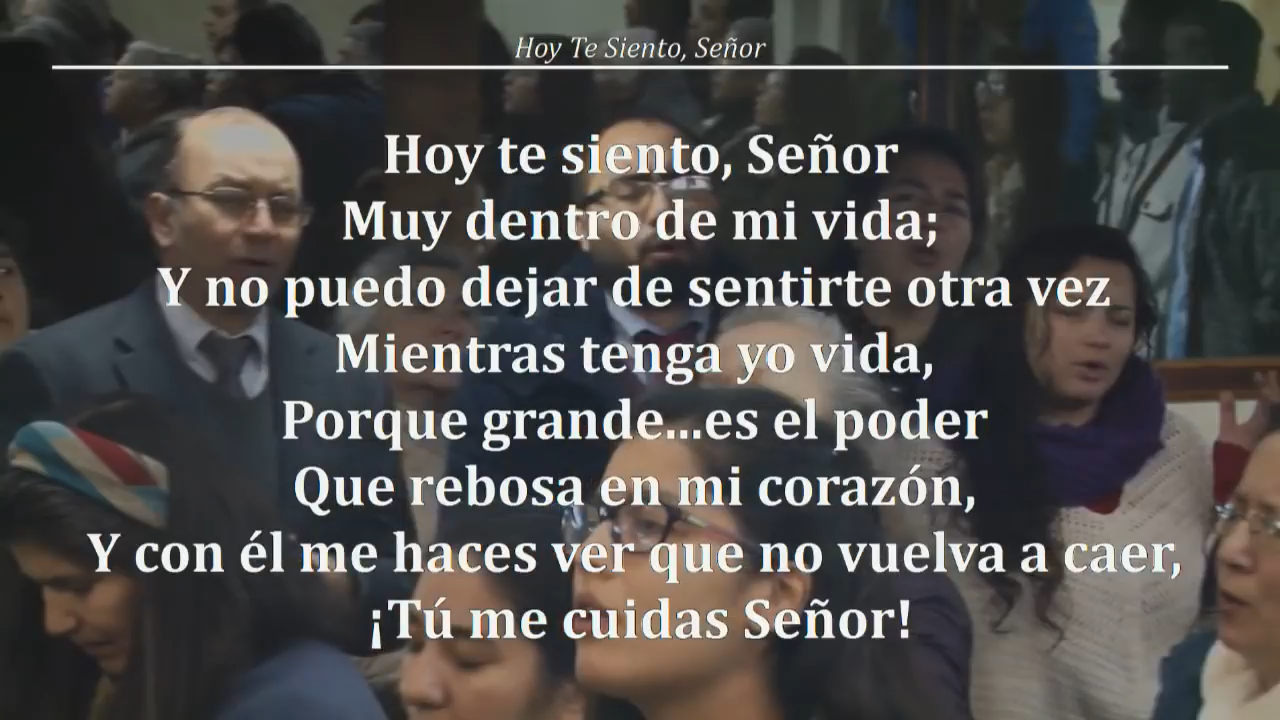 Hoy Te Siento, Señor
Hoy te siento, Señor
Muy dentro de mi vida;
Y no puedo dejar de sentirte otra vez
Mientras tenga yo vida,
Porque grande...es el poder
Que rebosa en mi corazón,
Y con él me haces ver que no vuelva a caer,
¡Tú me cuidas Señor!